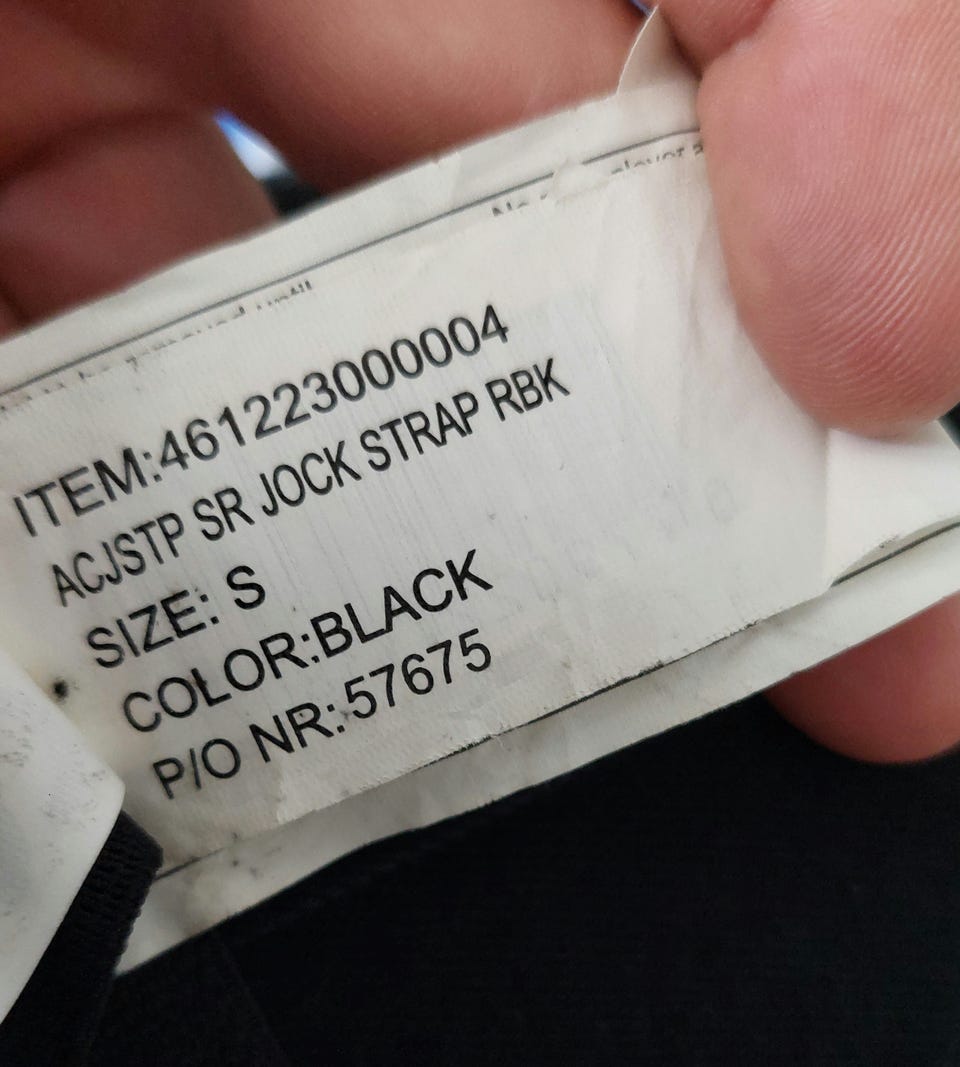 ITEM:461223000004
ACJSTP SR JOCK STRAP RBK
SIZE: S
COLOR:BLACK
P/O NR:57675